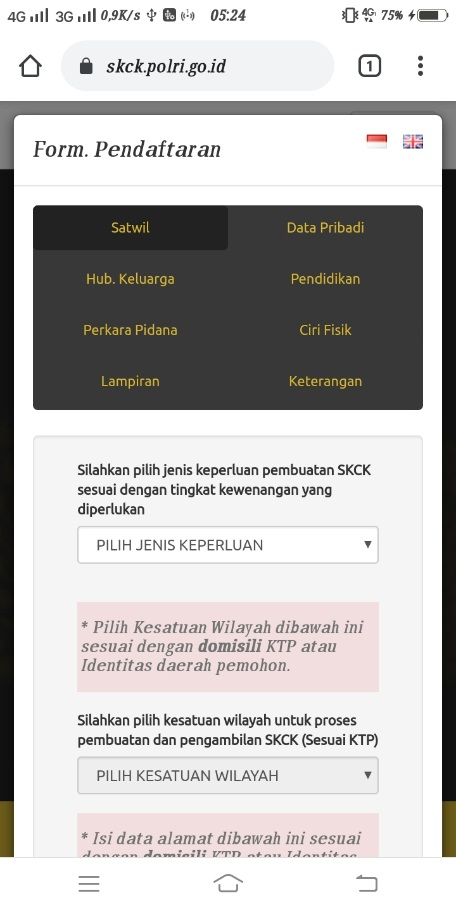 4G 3G 0,9K/s 05:24 4G 75%
skck.polri.go.id 1
Form. Pendaftaran
Satwil Data Pribadi
Hub. Keluarga Pendidikan
Perkara Pidana Ciri Fisik
Lampiran Keterangan
Silahkan pilih jenis keperluan pembuatan SKCK
sesuai dengan tingkat kewenangan yang
diperlukan
PILIH JENIS KEPERLUAN
* Pilih Kesatuan Wilayah dibawah ini
sesuai dengan domisili KTP atau
Identitas daerah pemohon.
Silahkan pilih kesatuan wilayah untuk proses
pembuatan dan pengambilan SKCK (Sesuai KTP)
PILIH KESATUAN WILAYAH
* Isi data alamat dibawah ini sesuai
dengan domisili KTP atau Identitas